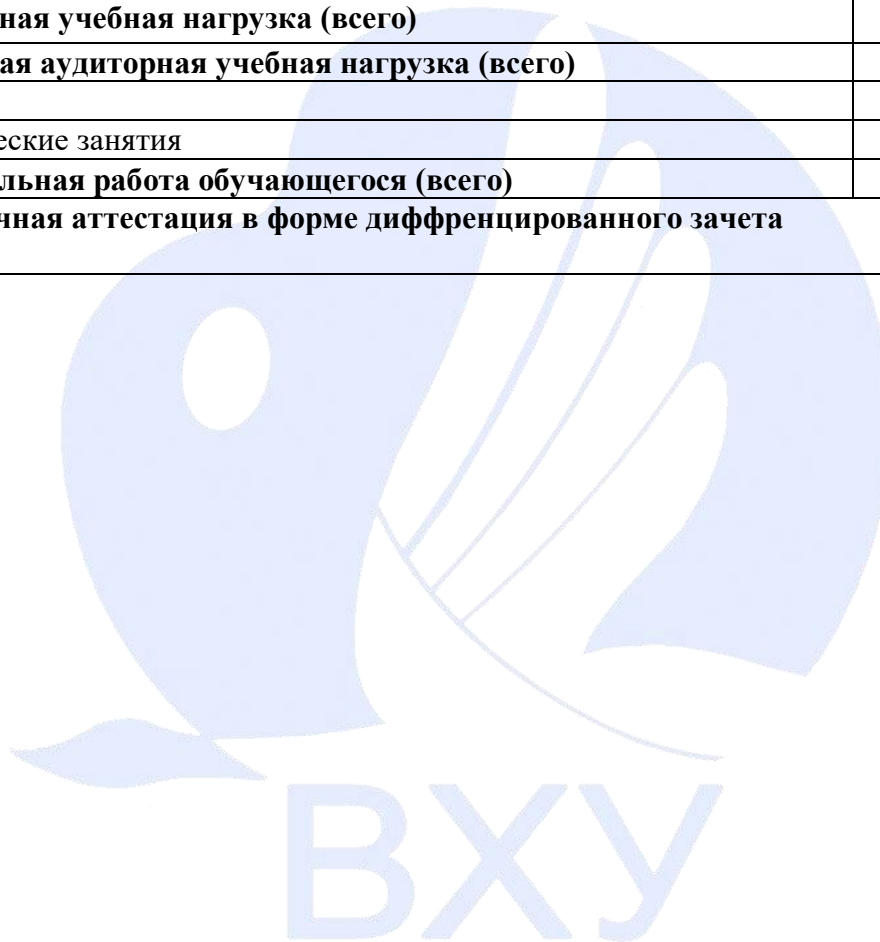 ная учебная нагрузка (всего)
ая аудиторная учебная нагрузка (всего)
еские занятия
льная работа обучающегося (всего)
чная аттестация в форме диффренцированного зачета
ВХУ